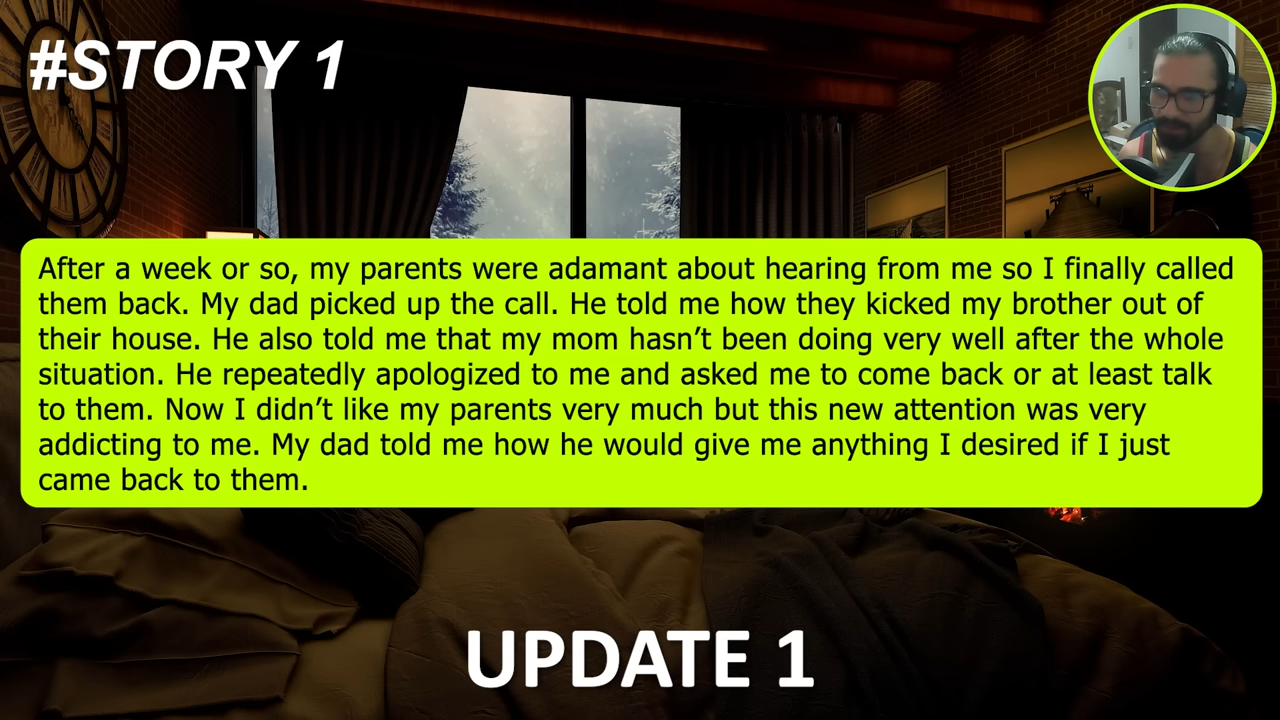 #STORY 1
After a week or so, my parents were adamant about hearing from me so I finally called
them back. My dad picked up the call. He told me how they kicked my brother out of
their house. He also told me that my mom hasn’t been doing very well after the whole
situation. He repeatedly apologized to me and asked me to come back or at least talk
to them. Now I didn’t like my parents very much but this new attention was very
addicting to me. My dad told me how he would give me anything I desired if I just
came back to them.
UPDATE 1